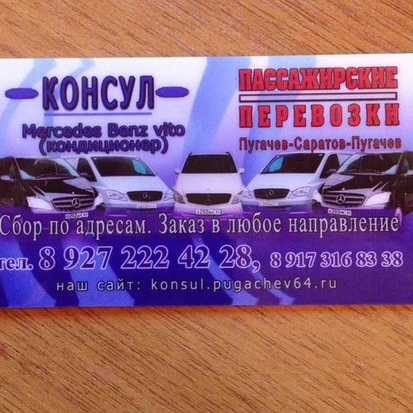 КОНСУЛ
Mercedes Benz vito
(кондиционер)
ПАССАЖИРСКИЕ
ПЕРЕВОЗКИ
Пугачев-Саратов-Пугачев
Сбор по адресам. Заказ в любое направление
тел. 8 927 222 42 28, 8 917 316 83 38
наш сайт: konsul.pugachev64.ru